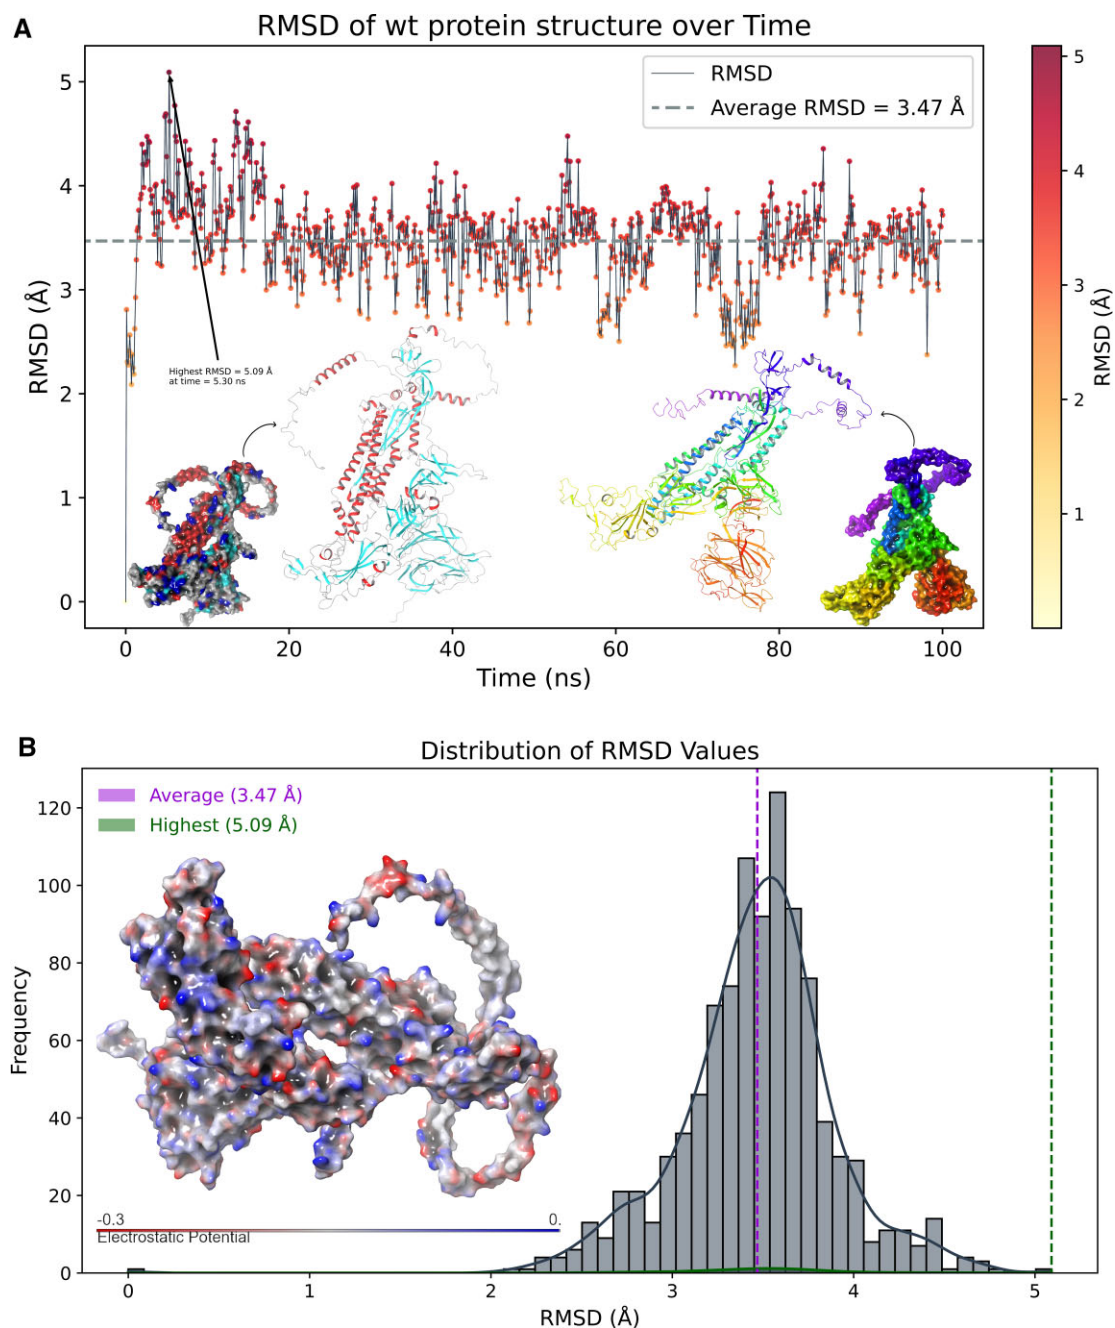 A
RMSD of wt protein structure over Time
RMSD
Average RMSD = 3.47 Å
Highest RMSD = 5.09 Å
at time = 5.30 ns
RMSD (Å)
5
4
3
2
1
0
0
20
40
60
80
100
Time (ns)
5
4
3
2
1
RMSD (Å)
B
Distribution of RMSD Values
Average (3.47 Å)
Highest (5.09 Å)
Frequency
120
100
80
60
40
20
0
-0.3
0.
Electrostatic Potential
0
1
2
3
4
5
RMSD (Å)